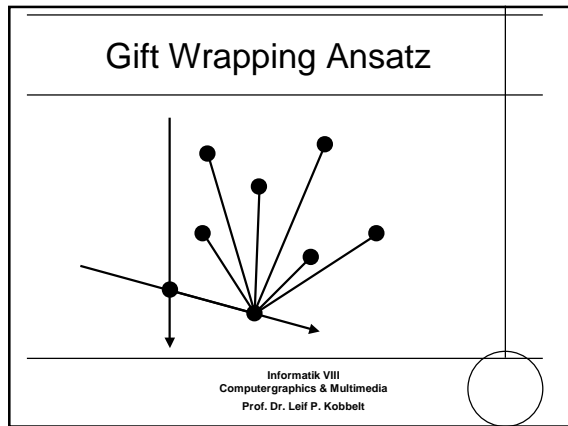 Gift Wrapping Ansatz
Informatik VIII
Computergraphics & Multimedia
Prof. Dr. Leif P. Kobbelt